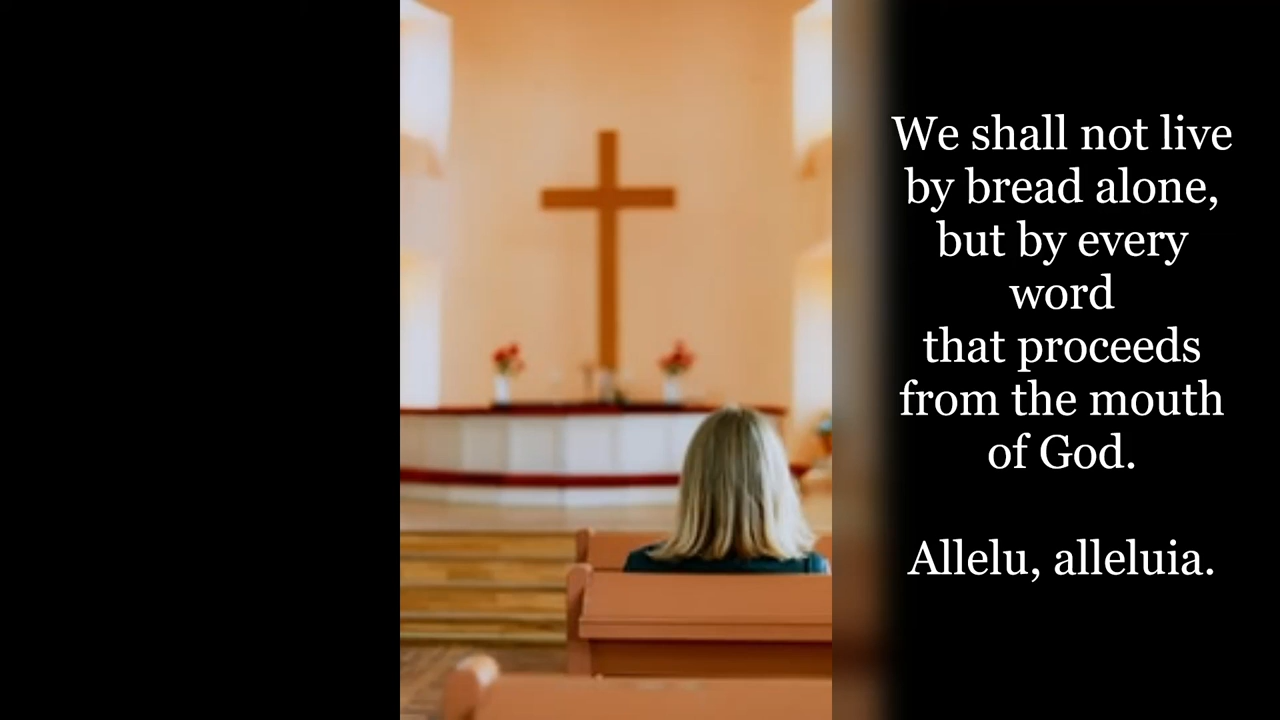 We shall not live
by bread alone,
but by every
word
that proceeds
from the mouth
of God.
Allelu, alleluia.